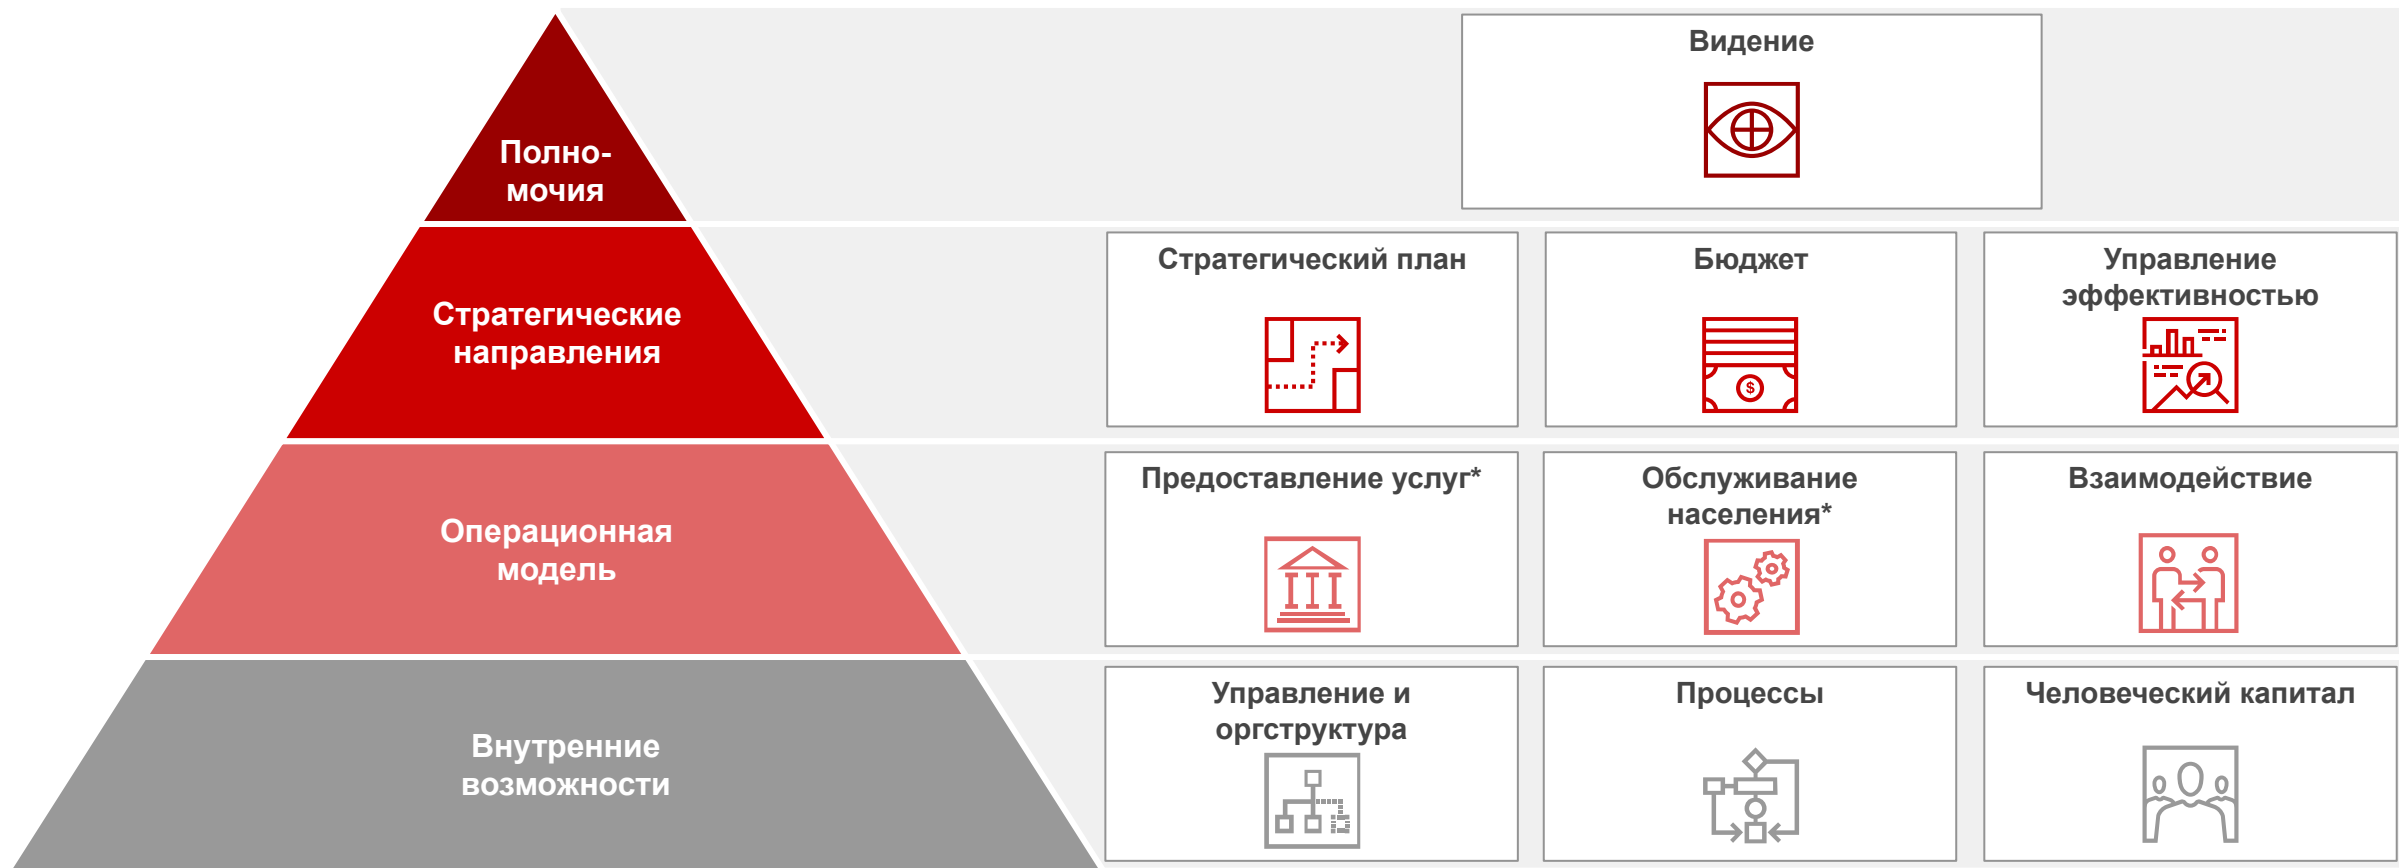 Видение
Полно-
мочия
Стратегический план
Бюджет
Управление
эффективностью
Стратегические
направления
$
Предоставление услуг*
Обслуживание
населения*
Взаимодействие
Операционная
модель
Управление и
оргструктура
Процессы
Человеческий капитал
Внутренние
возможности